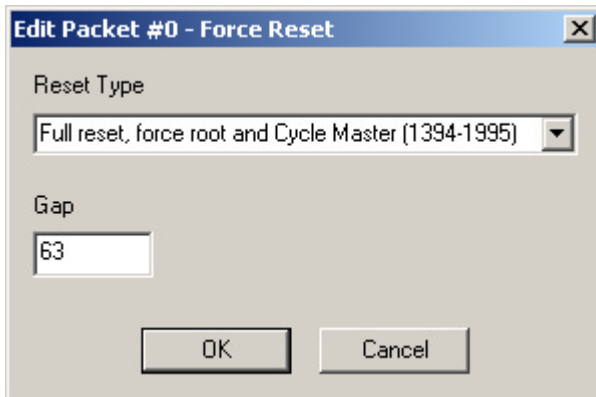 Edit Packet #0 - Force Reset
Reset Type
Full reset, force root and Cycle Master (1394-1995)
Gap
63
OK
Cancel